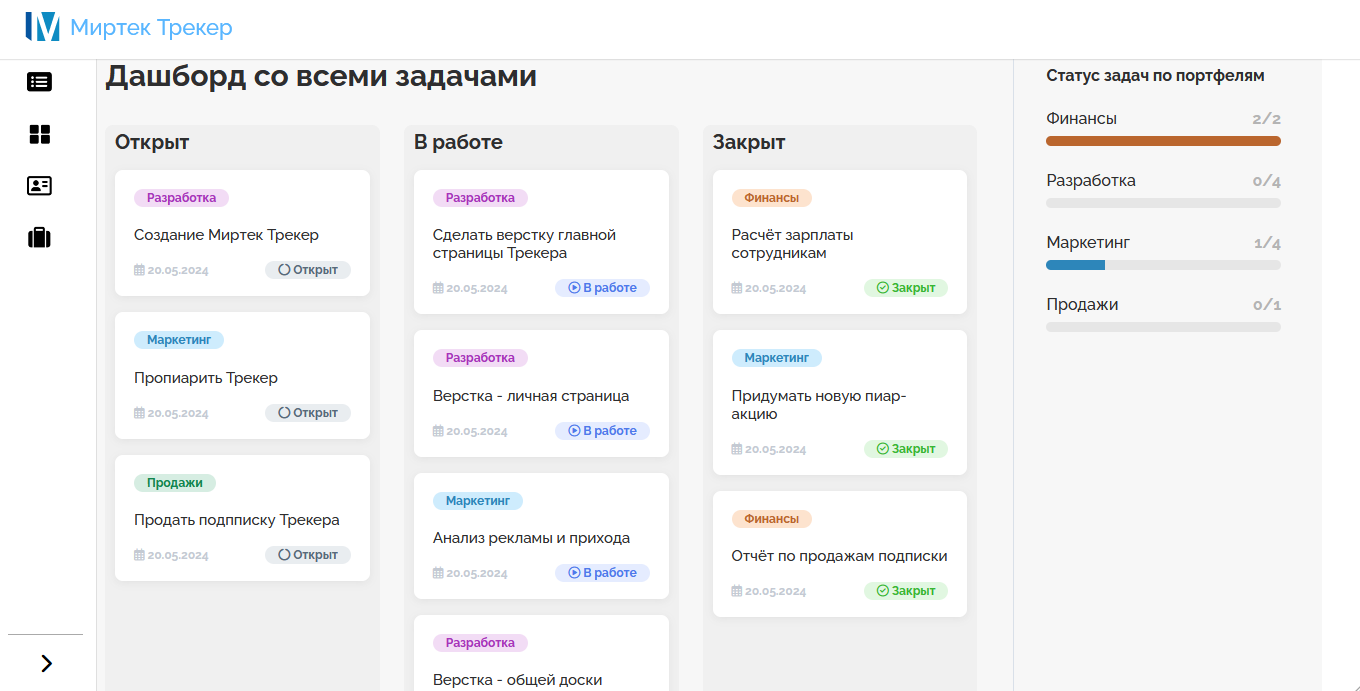 Миртек Трекер
Дашборд со всеми задачами
Открыт
Разработка
Создание Миртек Трекер
20.05.2024
Открыт
Маркетинг
Пропиарить Трекер
20.05.2024
Открыт
Продажи
Продать подпписку Трекера
20.05.2024
Открыт
В работе
Разработка
Сделать верстку главной
страницы Трекера
20.05.2024
В работе
Разработка
Верстка - личная страница
20.05.2024
В работе
Маркетинг
Анализ рекламы и прихода
20.05.2024
В работе
Разработка
Верстка - общей доски
Закрыт
Финансы
Расчёт зарплаты
сотрудникам
20.05.2024
Закрыт
Маркетинг
Придумать новую пиар-
акцию
20.05.2024
Закрыт
Финансы
Отчёт по продажам подписки
20.05.2024
Закрыт
Статус задач по портфелям
Финансы 2/2
Разработка 0/4
Маркетинг 1/4
Продажи 0/1